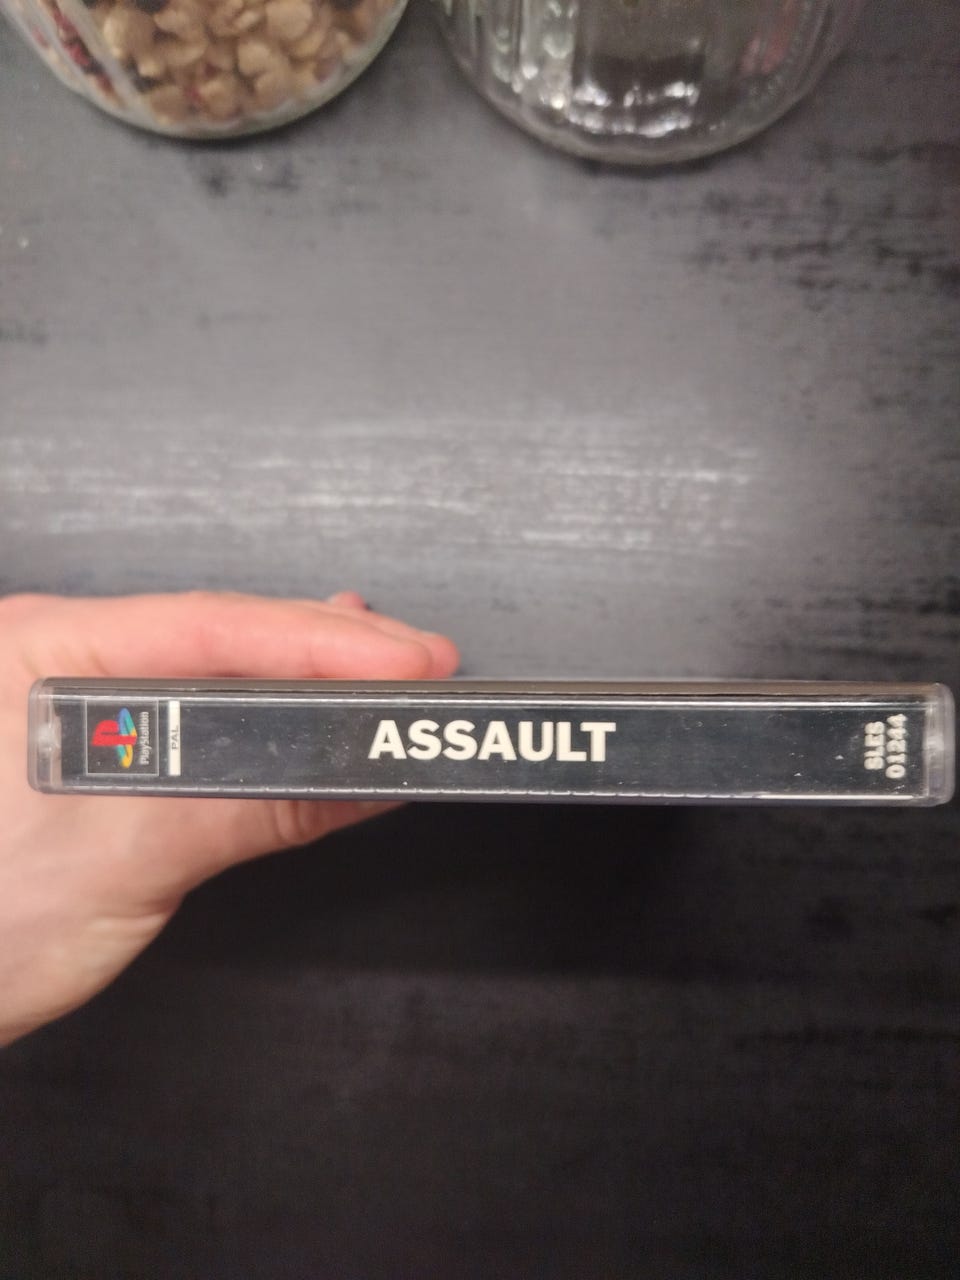 PlayStation
PAL
ASSAULT
SLES
01244